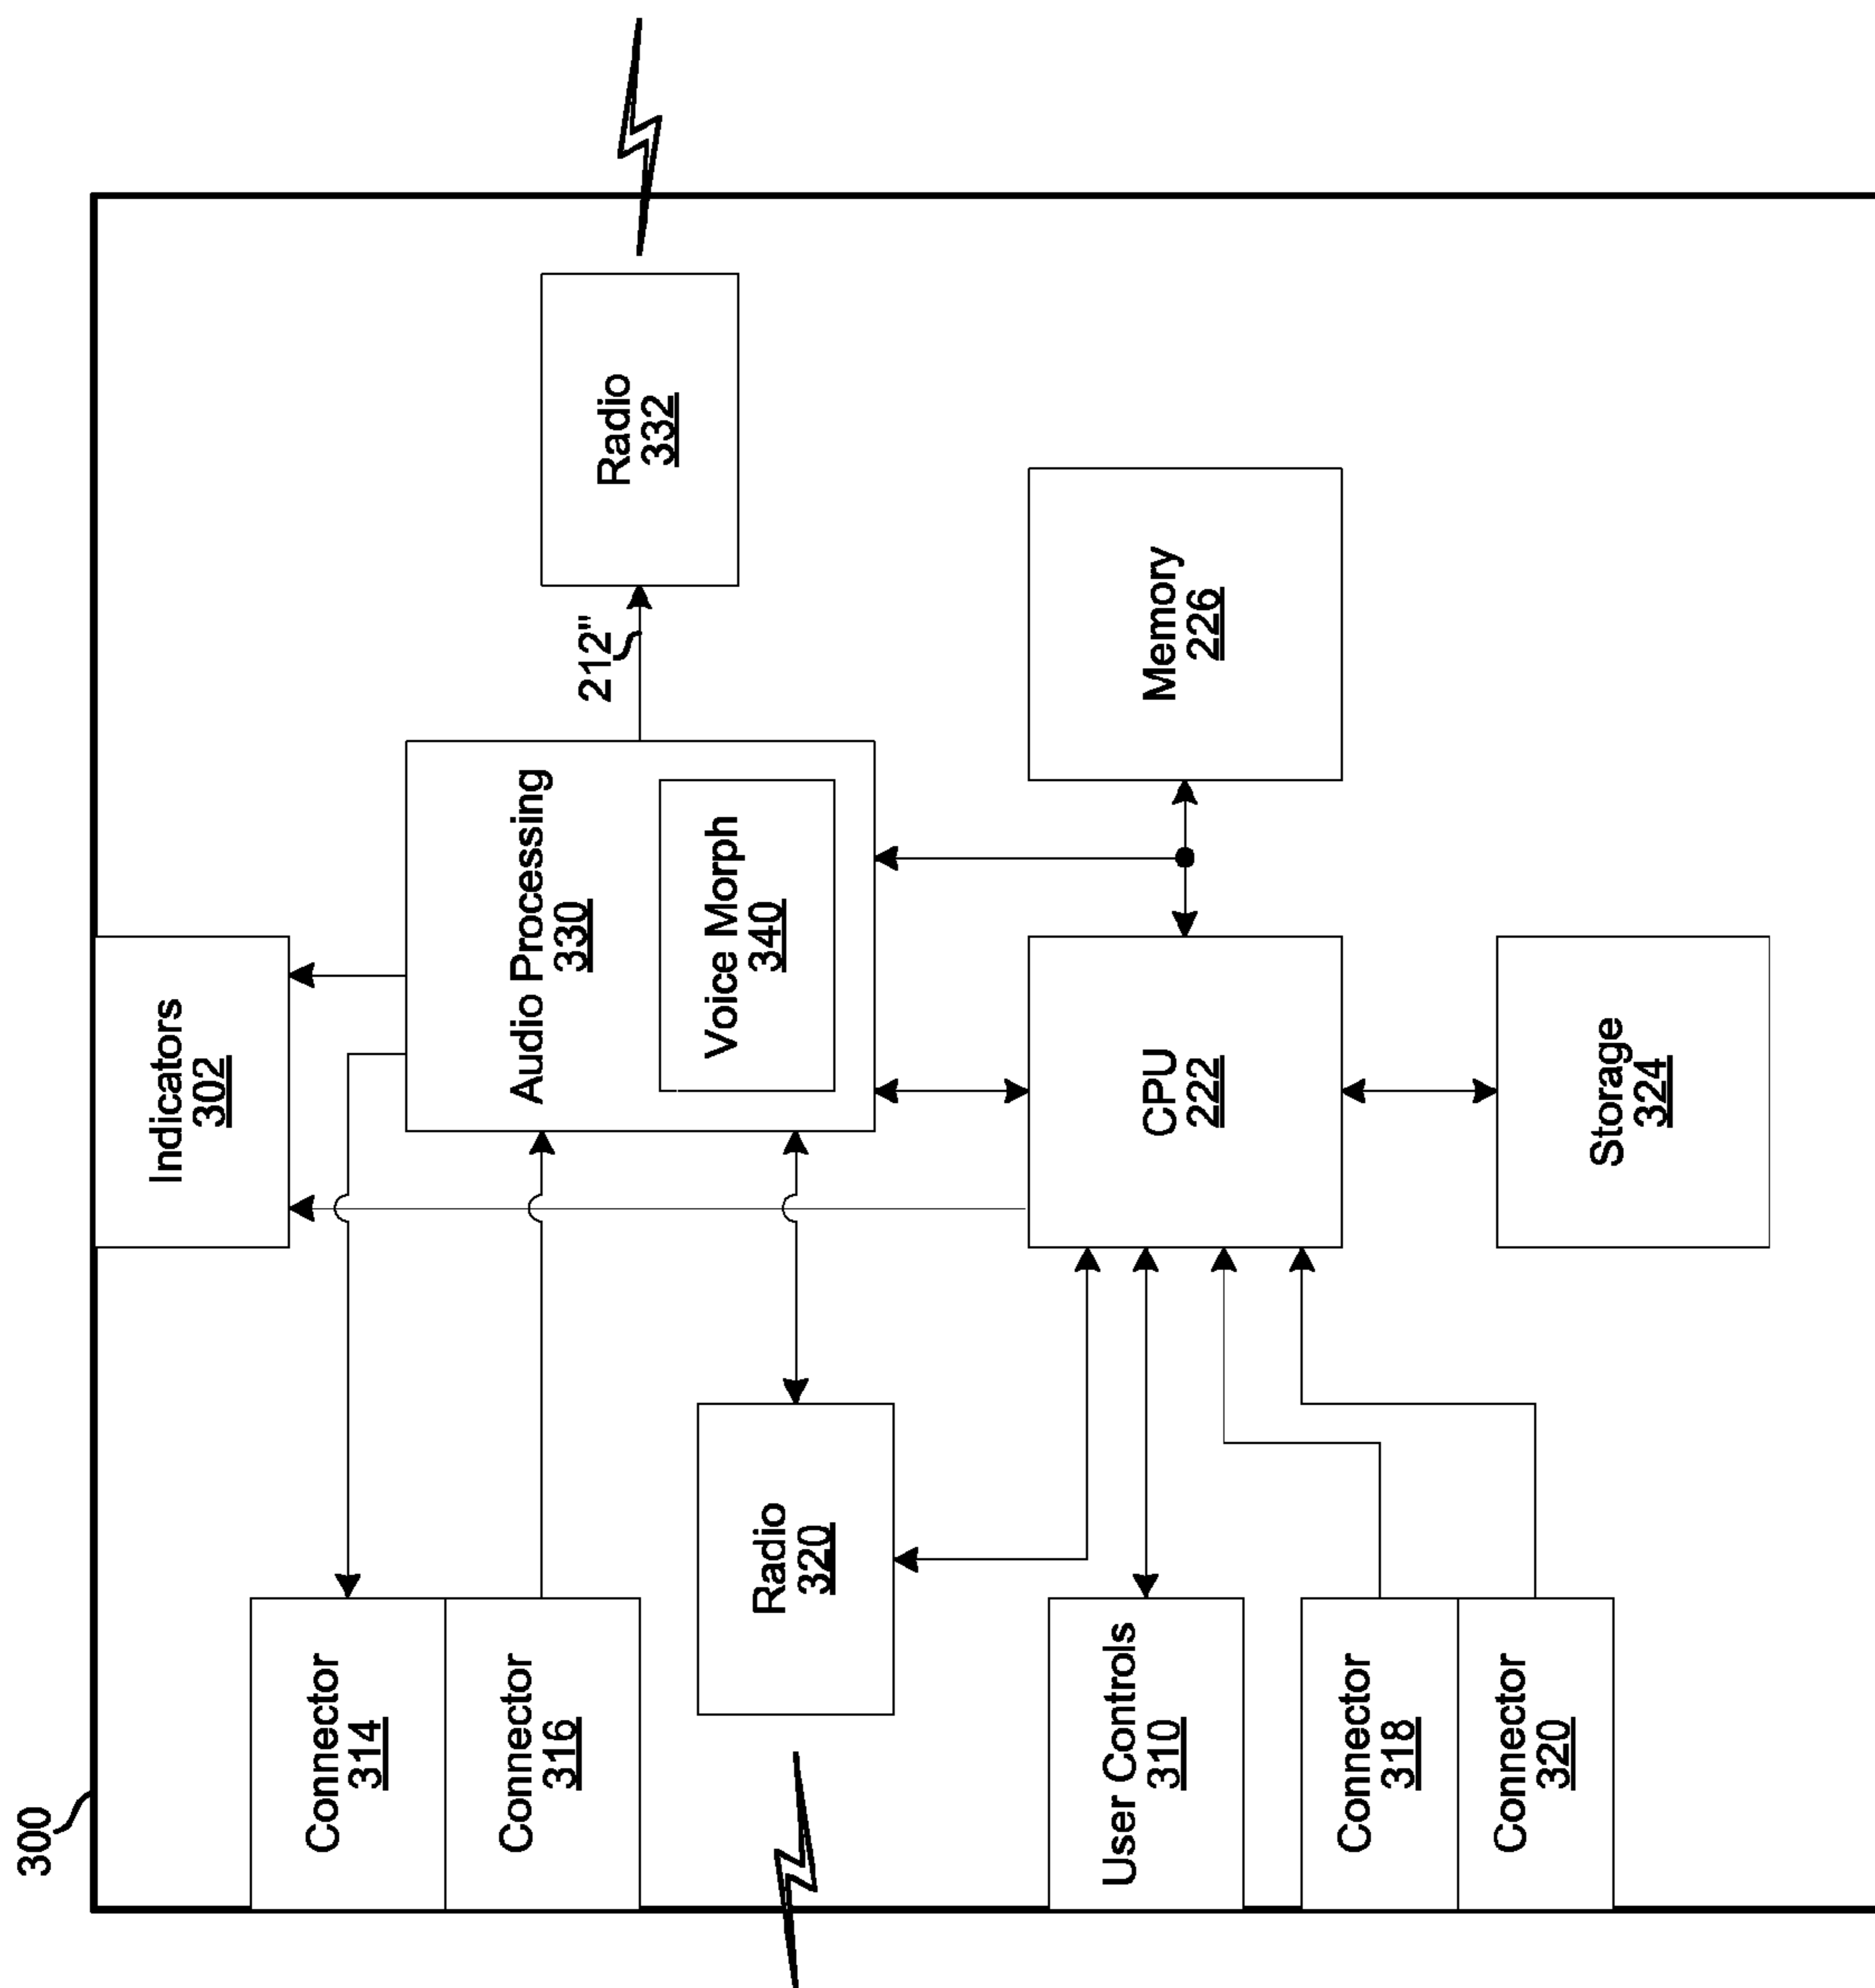 300
Indicators
302
Connector
314
Connector
316
Audio Processing
330
Voice Morph
340
212"
Radio
332
Radio
320
User Controls
310
CPU
222
Memory
226
Connector
318
Connector
320
Storage
324